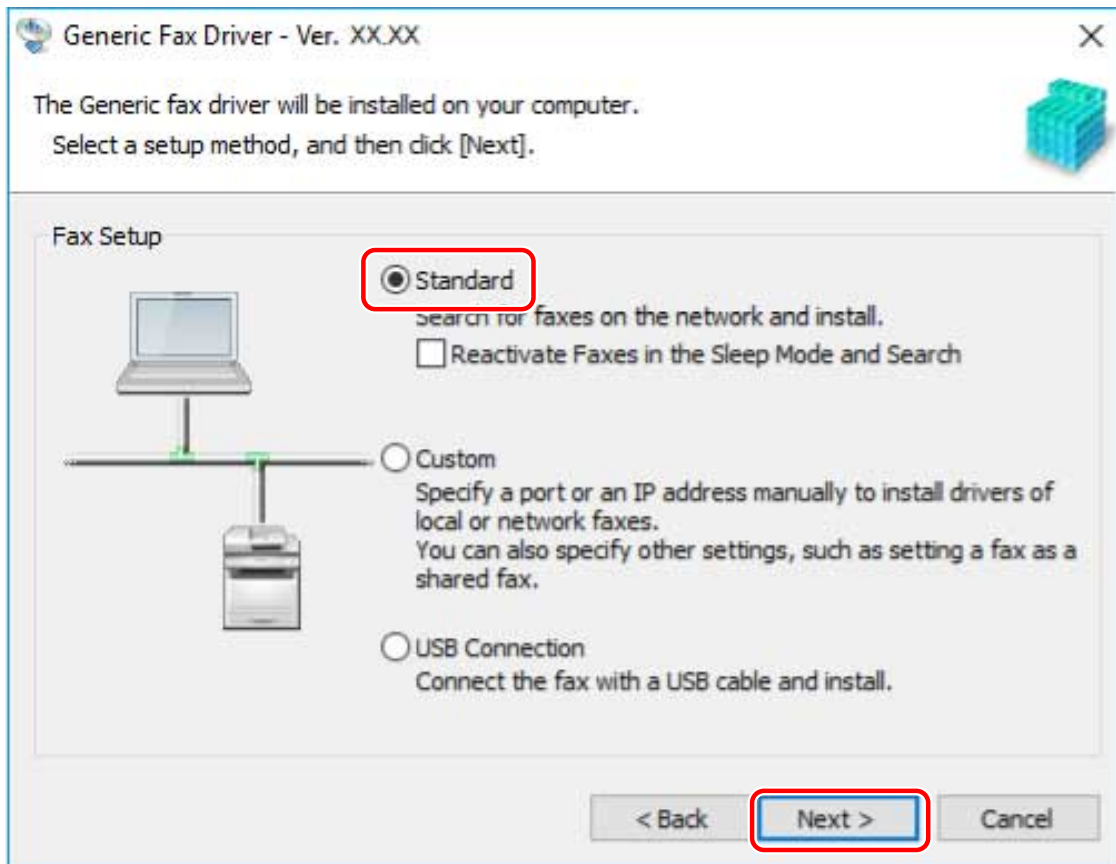 Generic Fax Driver - Ver. XX.XX
The Generic fax driver will be installed on your computer.
Select a setup method, and then click [Next].
Fax Setup
Standard
Search for faxes on the network and install.
Reactivate Faxes in the Sleep Mode and Search
Custom
Specify a port or an IP address manually to install drivers of
local or network faxes.
You can also specify other settings, such as setting a fax as a
shared fax.
USB Connection
Connect the fax with a USB cable and install.
< Back
Next >
Cancel